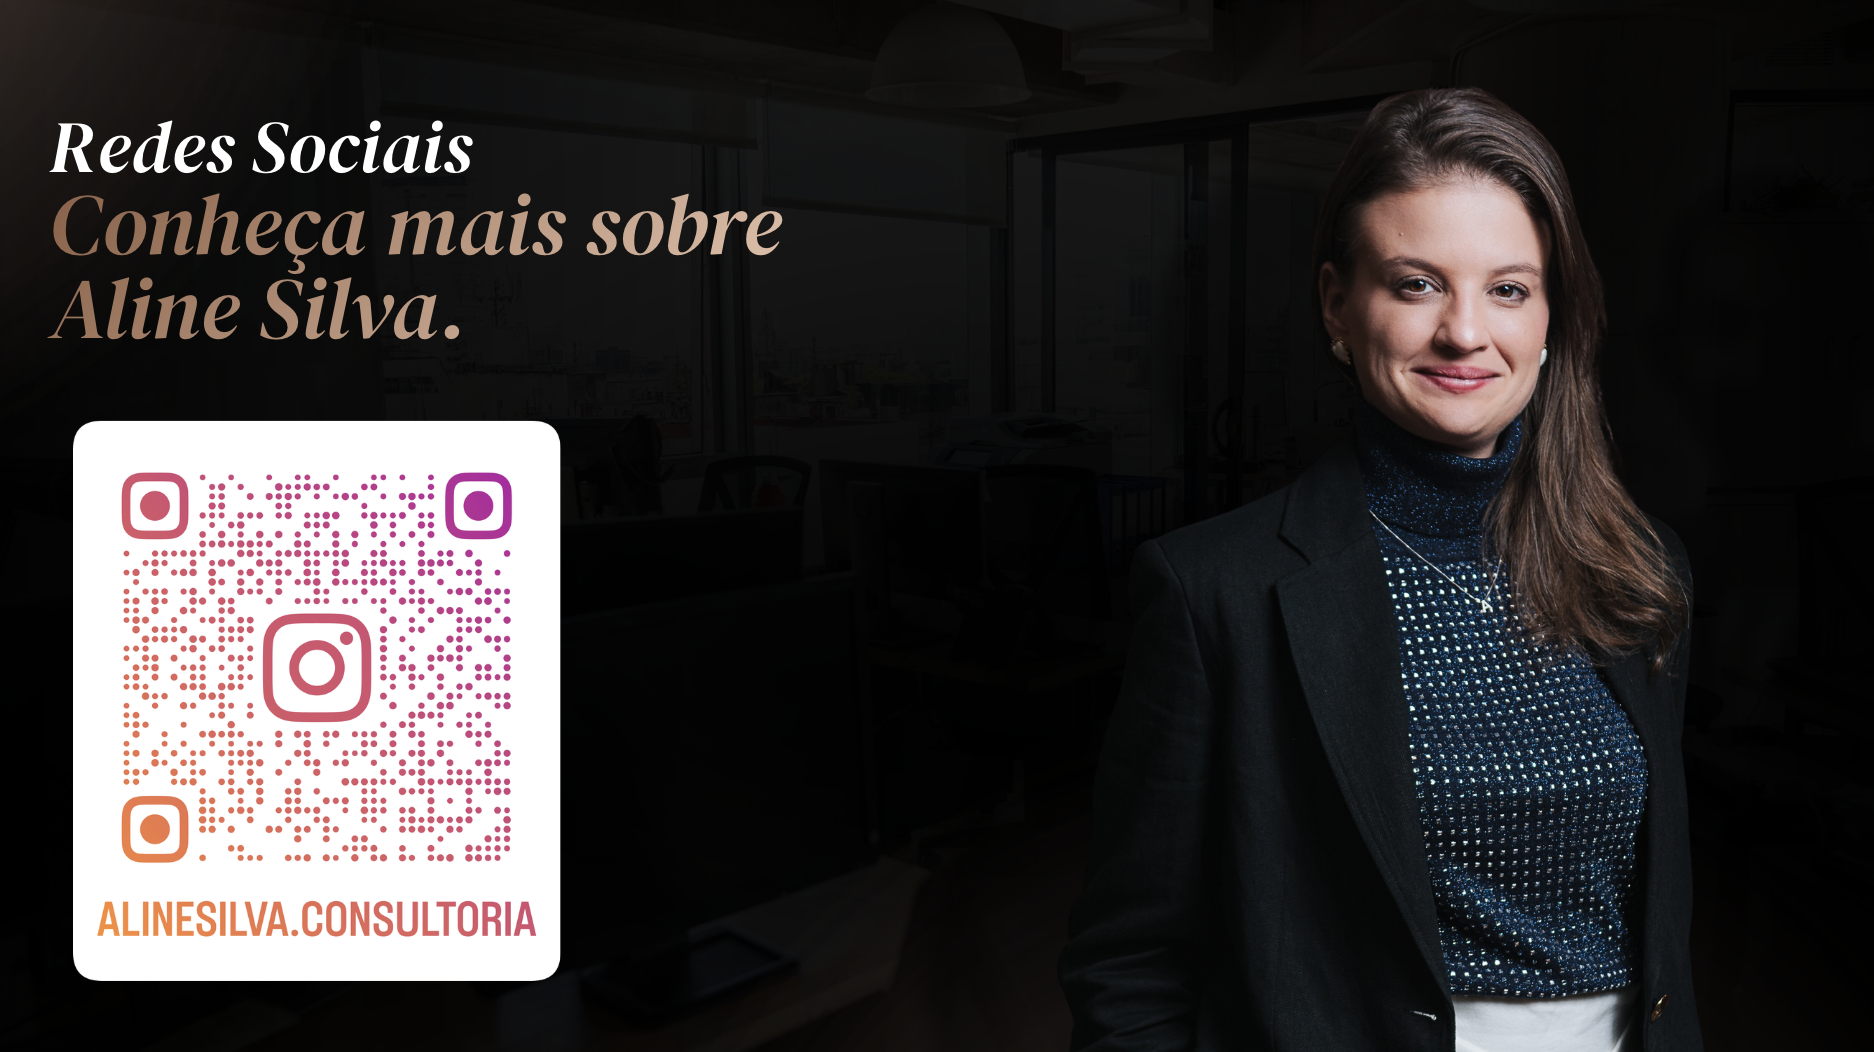 Redes Sociais
Conheça mais sobre
Aline Silva.
ALINESILVA.CONSULTORIA